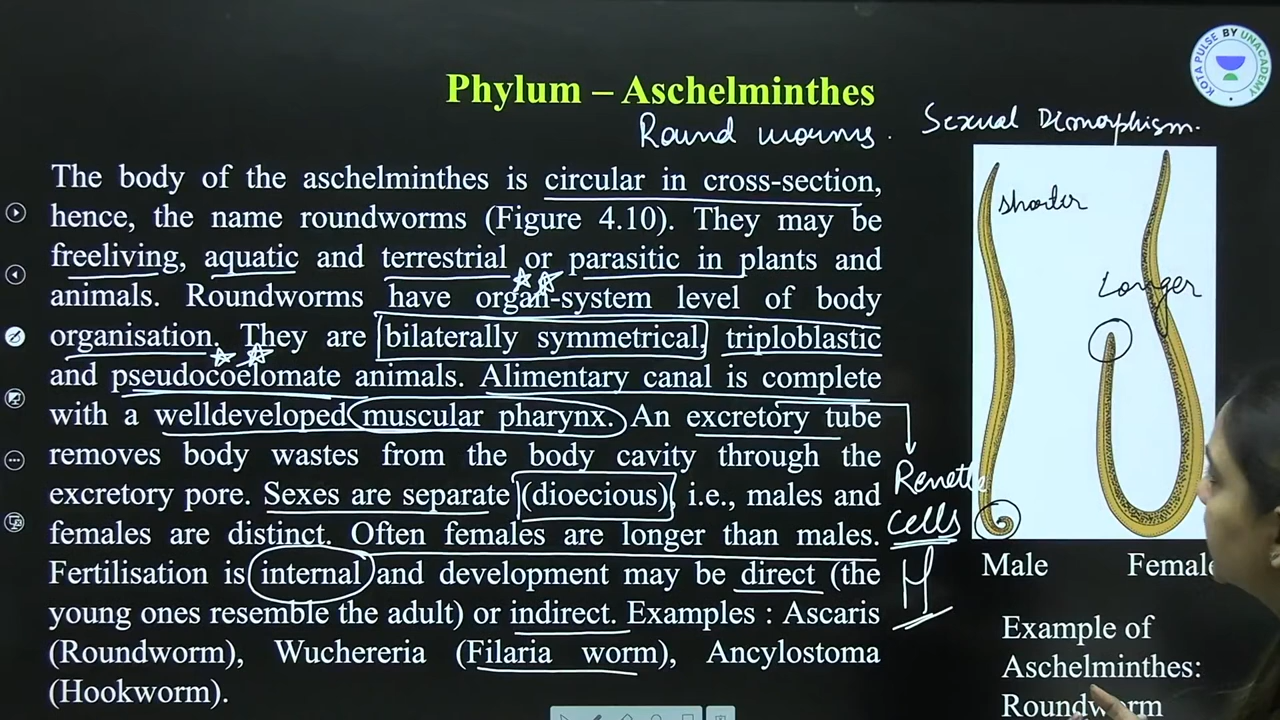 KOTA PULSE BY UNACADEMY
Phylum – Aschelminthes
Round worms.
Sexual Dimorphism.
The body of the aschelminthes is circular in cross-section,
hence, the name roundworms (Figure 4.10). They may be
freeliving, aquatic and terrestrial or parasitic in plants and
animals. Roundworms have organ-system level of body
organisation. They are bilaterally symmetrical, triploblastic
and pseudocoelomate animals. Alimentary canal is complete
with a welldeveloped muscular pharynx. An excretory tube
removes body wastes from the body cavity through the
excretory pore. Sexes are separate (dioecious), i.e., males and
females are distinct. Often females are longer than males.
Fertilisation is internal and development may be direct (the
young ones resemble the adult) or indirect. Examples : Ascaris
(Roundworm), Wuchereria (Filaria worm), Ancylostoma
(Hookworm).
shorter
Longer
Renette
cells
H
Male Female
Example of
Aschelminthes:
Roundworm